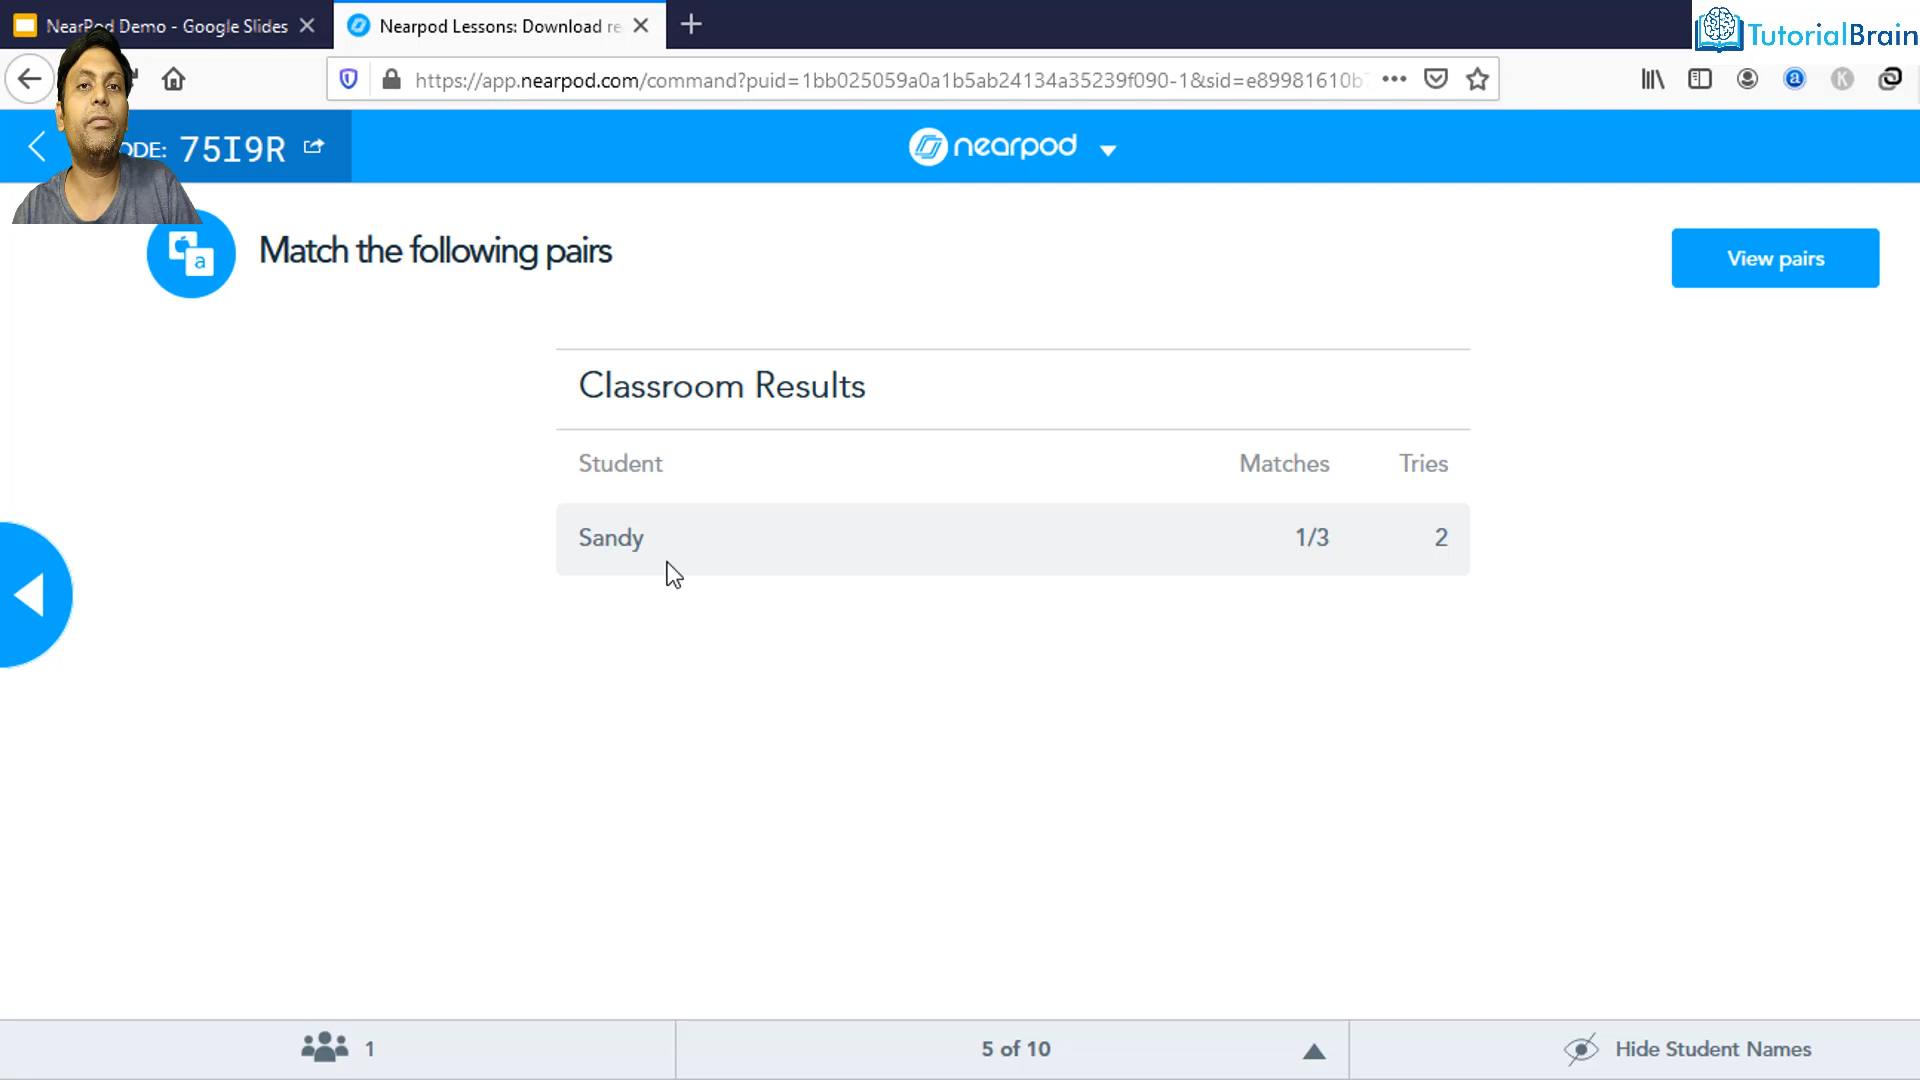 NearPod Demo - Google Slides
Nearpod Lessons: Download re
TutorialBrain
https://app.nearpod.com/command?puid=1bb025059a0a1b5ab24134a35239f090-1&sid=e89981610b
ODE: 75I9R
nearpod
a
Match the following pairs
View pairs
Classroom Results
Student Matches Tries
Sandy 1/3 2
1
5 of 10
Hide Student Names